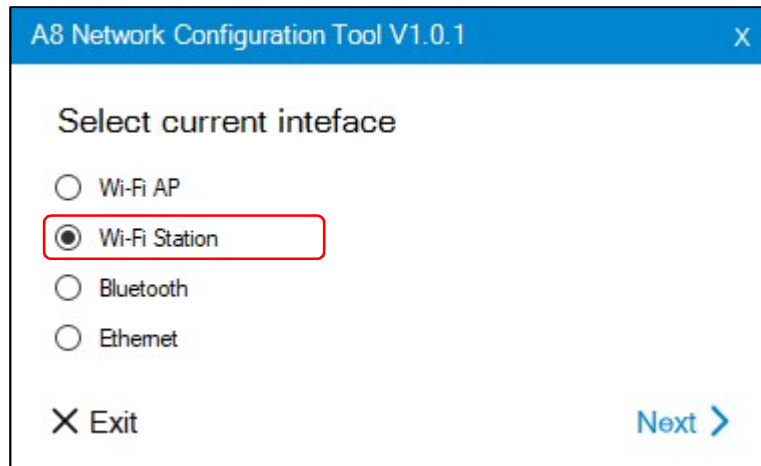 A8 Network Configuration Tool V1.0.1 X
Select current inteface
Wi-Fi AP
Wi-Fi Station
Bluetooth
Ethernet
Exit Next